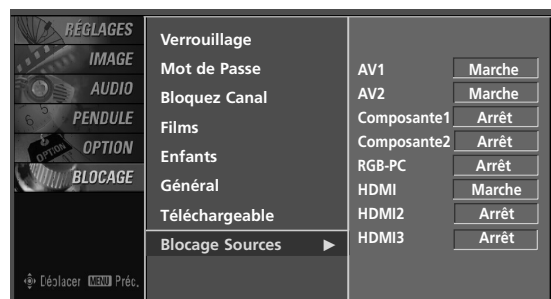 RÉGLAGES
IMAGE
AUDIO
PENDULE
OPTION
BLOCAGE
Déplacer MENU Préc.
Verrouillage
Mot de Passe
Bloquez Canal
Films
Enfants
Général
Téléchargeable
Blocage Sources ▶
AV1 Marche
AV2 Marche
Composante1 Arrêt
Composante2 Arrêt
RGB-PC Arrêt
HDMI Marche
HDMI2 Arrêt
HDMI3 Arrêt